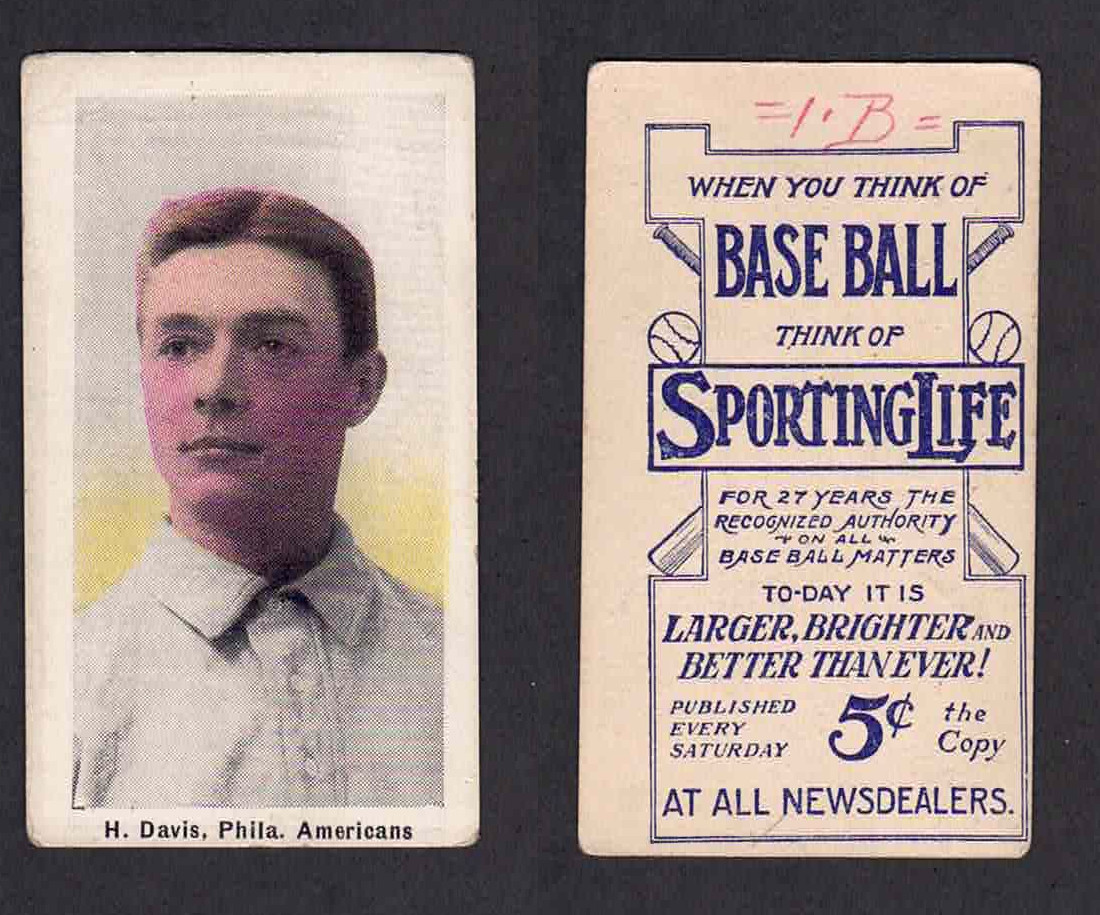 H. Davis, Phila. Americans
=1.B=
WHEN YOU THINK OF
BASE BALL
THINK OF
SPORTING LIFE
FOR 27 YEARS THE
RECOGNIZED AUTHORITY
ON ALL
BASE BALL MATTERS
TO-DAY IT IS
LARGER, BRIGHTER AND
BETTER THAN EVER!
PUBLISHED
EVERY
SATURDAY
5¢
the
Copy
AT ALL NEWSDEALERS.